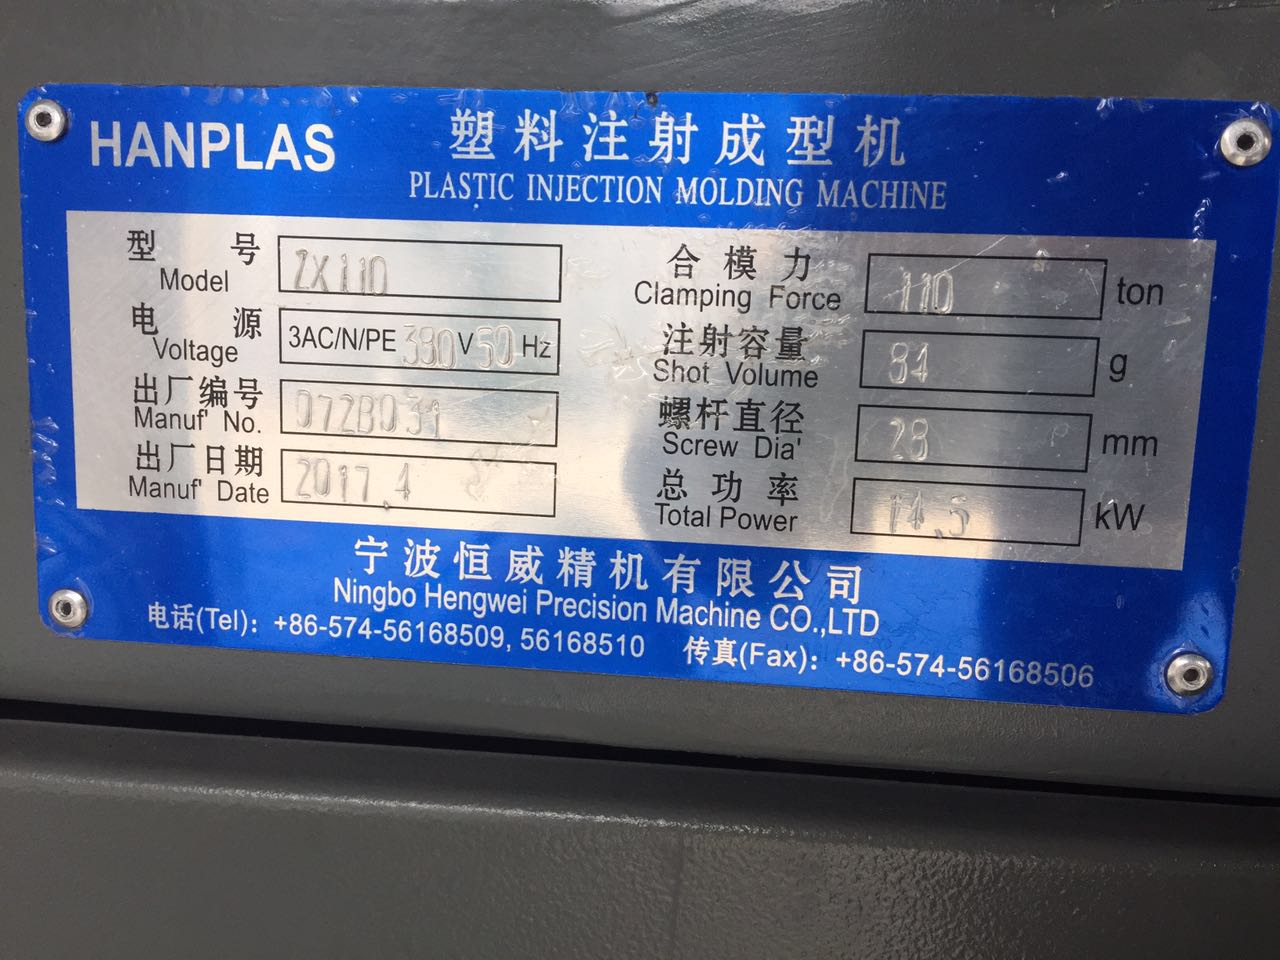 HANPLAS
塑料注射成型机
PLASTIC INJECTION MOLDING MACHINE
型 号 ZX110
Model
电 源 3AC/N/PE 380 V 50 Hz
Voltage
出厂编号 07ZB031
Manuf' No.
出厂日期 2017.4
Manuf' Date
合 模 力 110 ton
Clamping Force
注射容量 84 g
Shot Volume
螺杆直径 28 mm
Screw Dia'
总 功 率 14.5 kW
Total Power
宁波恒威精机有限公司
Ningbo Hengwei Precision Machine CO.,LTD
电话(Tel): +86-574-56168509, 56168510 传真(Fax): +86-574-56168506